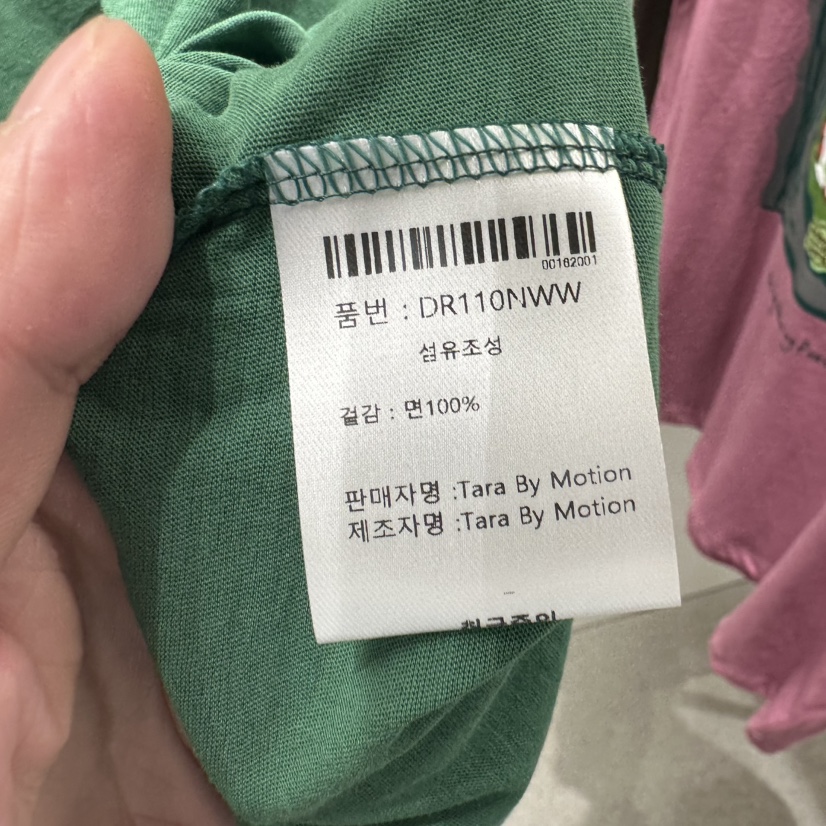 00162001
품번 : DR110NWW
섬유조성
겉감 : 면100%
판매자명 :Tara By Motion
제조자명 :Tara By Motion